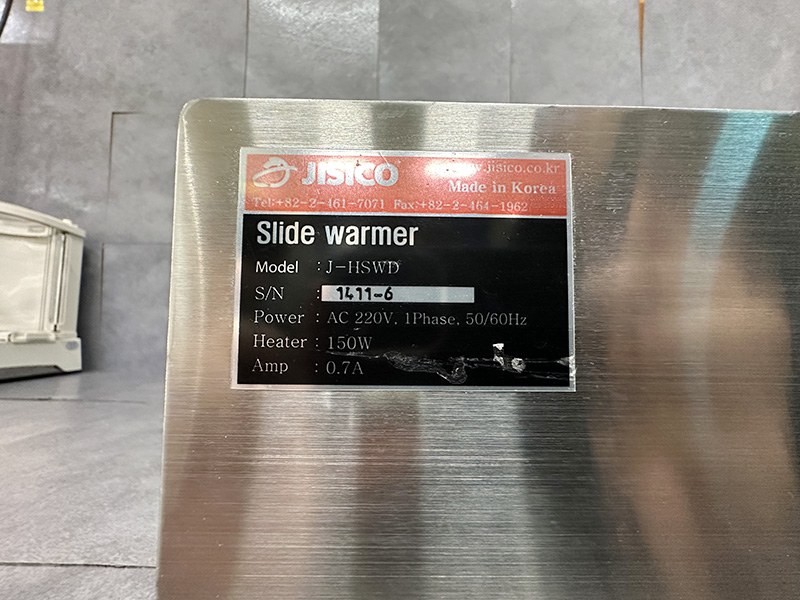 JISICO
www.jisico.co.kr
Made in Korea
Tel:+82-2-461-7071 Fax:+82-2-464-1962
Slide warmer
Model : J-HSWD
S/N : 1411-6
Power : AC 220V, 1Phase, 50/60Hz
Heater : 150W
Amp : 0.7A